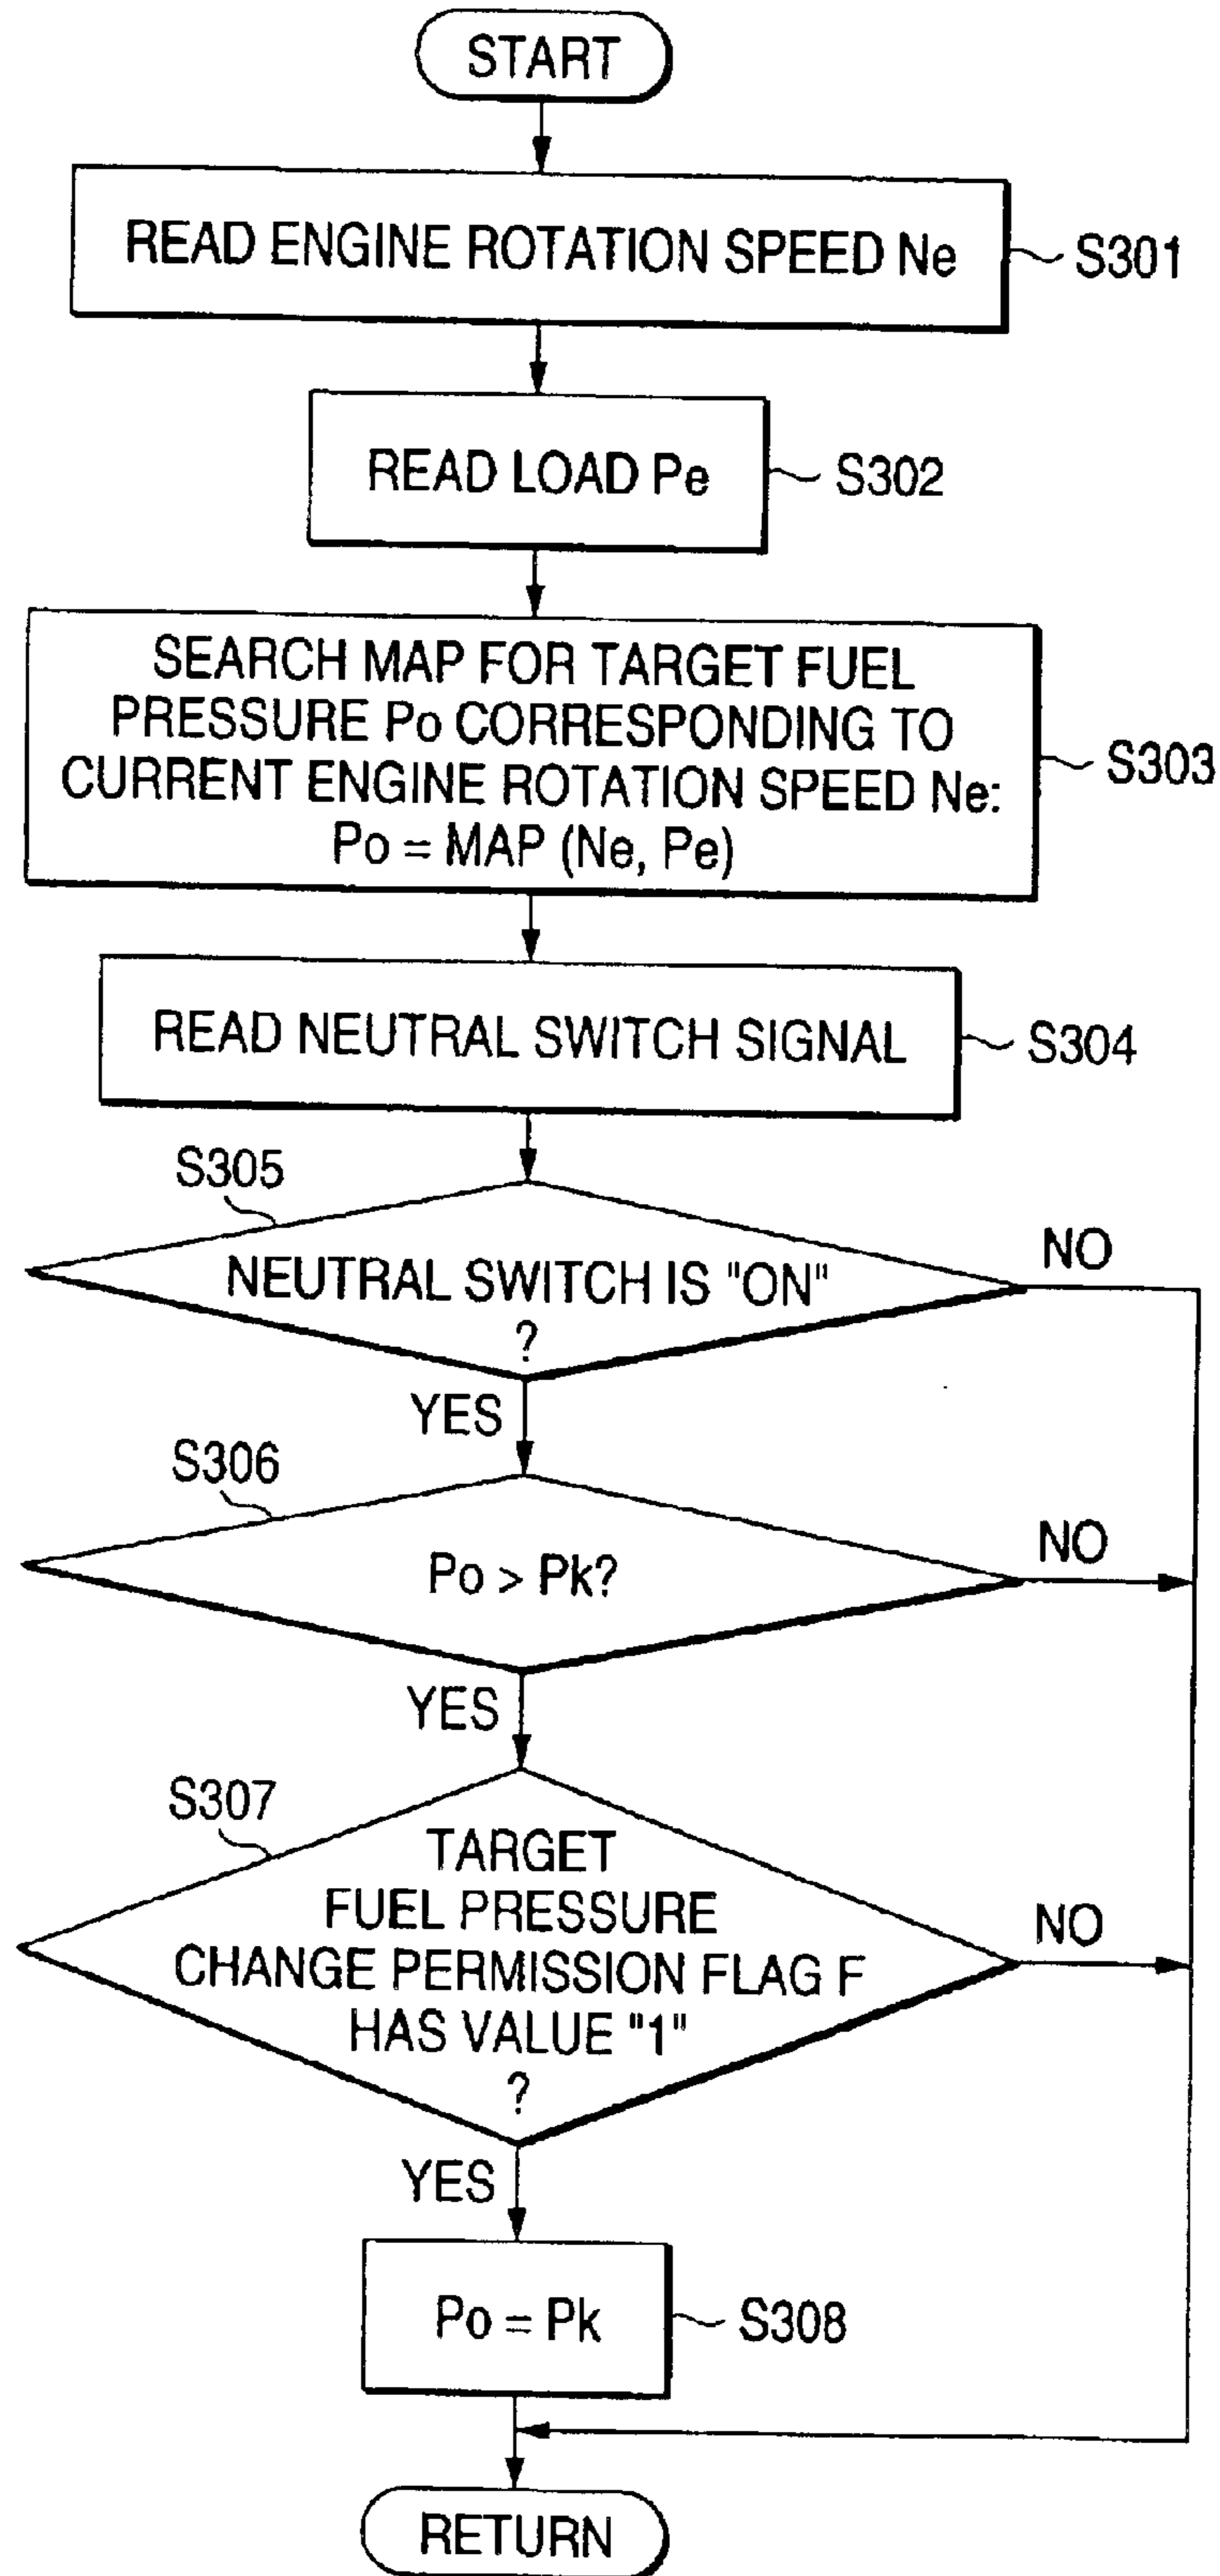 START
READ ENGINE ROTATION SPEED Ne
S301
READ LOAD Pe
S302
SEARCH MAP FOR TARGET FUEL
PRESSURE Po CORRESPONDING TO
CURRENT ENGINE ROTATION SPEED Ne:
Po = MAP (Ne, Pe)
S303
READ NEUTRAL SWITCH SIGNAL
S304
S305
NEUTRAL SWITCH IS "ON"
?
NO
YES
S306
Po > Pk?
NO
YES
S307
TARGET
FUEL PRESSURE
CHANGE PERMISSION FLAG F
HAS VALUE "1"
?
NO
YES
Po = Pk
S308
RETURN